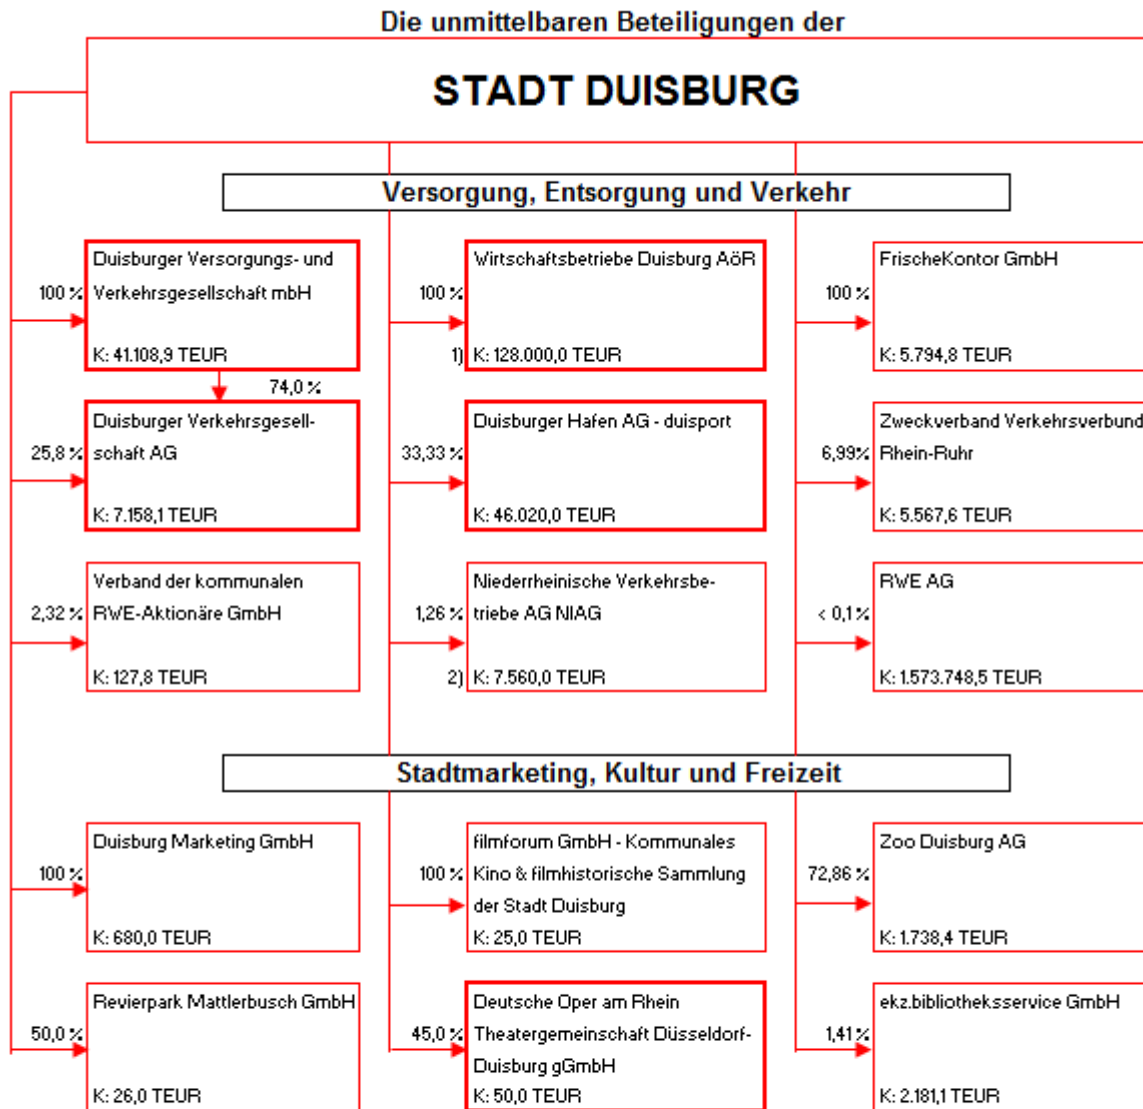 Die unmittelbaren Beteiligungen der
STADT DUISBURG
Versorgung, Entsorgung und Verkehr
Duisburger Versorgungs- und
100 % Verkehrsgesellschaft mbH
K: 41.108,9 TEUR
Wirtschaftsbetriebe Duisburg AöR
100 %
1) K: 128.000,0 TEUR
FrischeKontor GmbH
100 %
K: 5.794,8 TEUR
74,0 %
Duisburger Verkehrsgesell-
25,8 % schaft AG
K: 7.158,1 TEUR
Duisburger Hafen AG - duisport
33,33 %
K: 46.020,0 TEUR
Zweckverband Verkehrsverbund
6,99% Rhein-Ruhr
K: 5.567,6 TEUR
Verband der kommunalen
2,32 % RWE-Aktionäre GmbH
K: 127,8 TEUR
Niederrheinische Verkehrsbe-
1,26 % triebe AG NIAG
2) K: 7.560,0 TEUR
RWE AG
< 0,1 %
K: 1.573.748,5 TEUR
Stadtmarketing, Kultur und Freizeit
Duisburg Marketing GmbH
100 %
K: 680,0 TEUR
filmforum GmbH - Kommunales
100 % Kino & filmhistorische Sammlung
der Stadt Duisburg
K: 25,0 TEUR
Zoo Duisburg AG
72,86 %
K: 1.738,4 TEUR
Revierpark Mattlerbusch GmbH
50,0 %
K: 26,0 TEUR
Deutsche Oper am Rhein
45,0 % Theatergemeinschaft Düsseldorf-
Duisburg gGmbH
K: 50,0 TEUR
ekz.bibliotheksservice GmbH
1,41 %
K: 2.181,1 TEUR